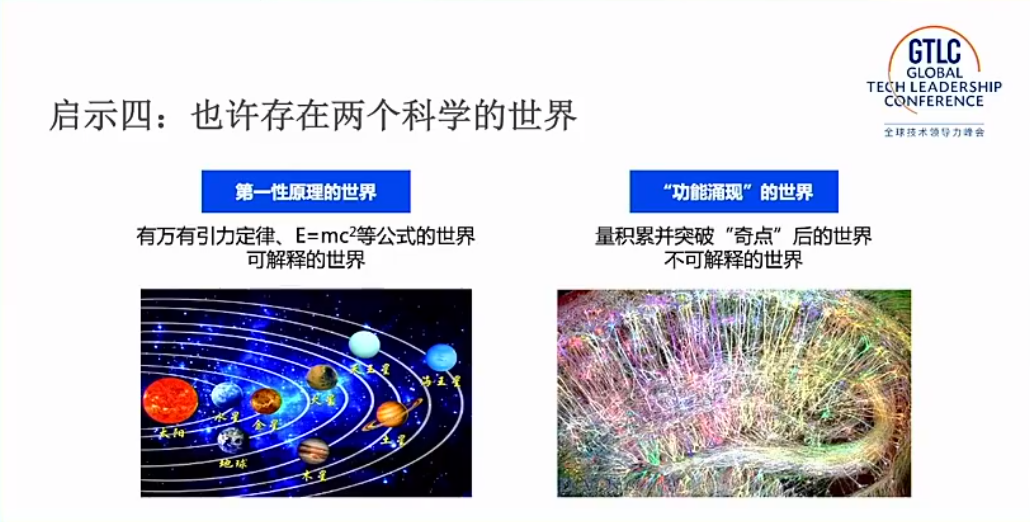 GTLC
GLOBAL
TECH LEADERSHIP
CONFERENCE
全球技术领导力峰会
启示四：也许存在两个科学的世界
第一性原理的世界
有万有引力定律、E=mc²等公式的世界
可解释的世界
“功能涌现”的世界
量积累并突破“奇点”后的世界
不可解释的世界
天王星
海王星
火星
水星
金星
太阳
土星
地球
木星